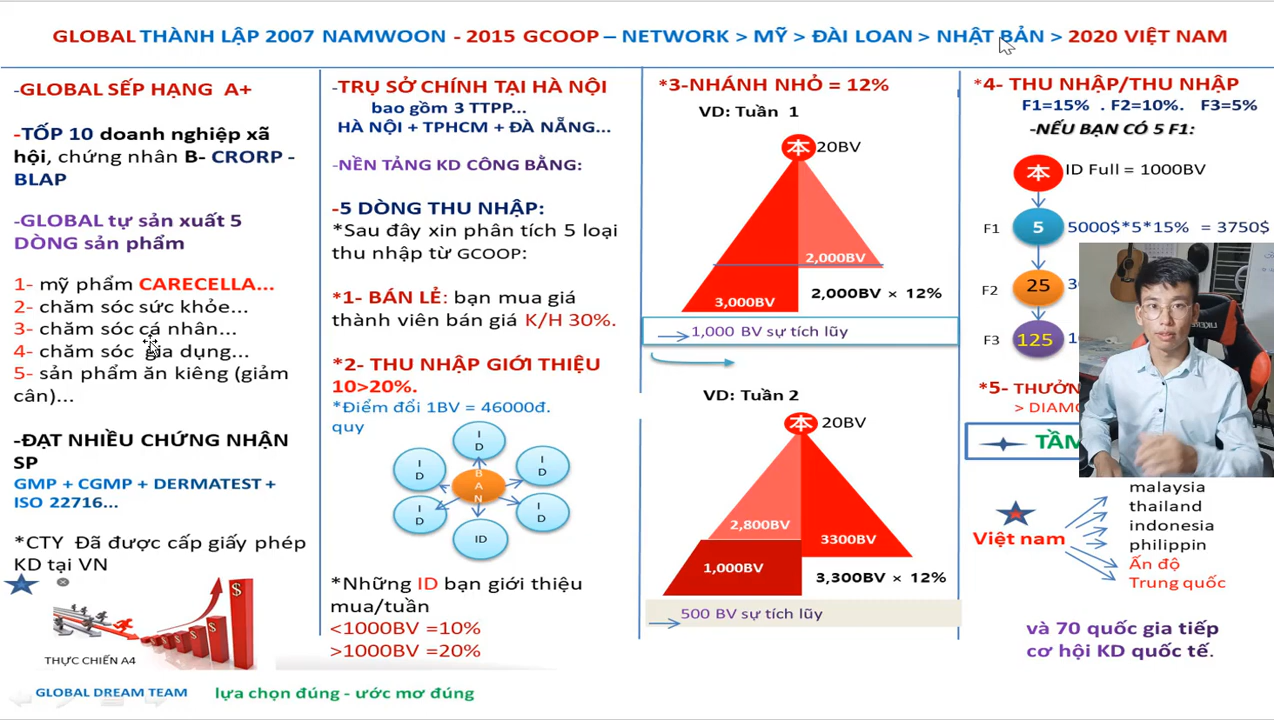 GLOBAL THÀNH LẬP 2007 NAMWOON - 2015 GCOOP – NETWORK > MỸ > ĐÀI LOAN > NHẬT BẢN > 2020 VIỆT NAM
-GLOBAL SẾP HẠNG A+
-TỐP 10 doanh nghiệp xã
hội, chứng nhân B- CRORP -
BLAP
-GLOBAL tự sản xuất 5
DÒNG sản phẩm
1- mỹ phẩm CARECELLA...
2- chăm sóc sức khỏe...
3- chăm sóc cá nhân...
4- chăm sóc gia dụng...
5- sản phẩm ăn kiêng (giảm
cân)...
-ĐẠT NHIỀU CHỨNG NHẬN
SP
GMP + CGMP + DERMATEST +
ISO 22716...
*CTY Đã được cấp giấy phép
KD tại VN
$
$
$
THỰC CHIẾN A4
GLOBAL DREAM TEAM
lựa chọn đúng - ước mơ đúng
-TRỤ SỞ CHÍNH TẠI HÀ NỘI
bao gồm 3 TTPP...
HÀ NỘI + TPHCM + ĐÀ NẴNG...
-NỀN TẢNG KD CÔNG BẰNG:
-5 DÒNG THU NHẬP:
*Sau đây xin phân tích 5 loại
thu nhập từ GCOOP:
*1- BÁN LẺ: bạn mua giá
thành viên bán giá K/H 30%.
*2- THU NHẬP GIỚI THIỆU
10>20%.
*Điểm đổi 1BV = 46000đ.
quy
ID
ID
ID
BAN
ID
ID
ID
*Những ID bạn giới thiệu
mua/tuần
<1000BV =10%
>1000BV =20%
*3-NHÁNH NHỎ = 12%
VD: Tuần 1
本 20BV
2,000BV
3,000BV
2,000BV × 12%
1,000 BV sự tích lũy
VD: Tuần 2
本 20BV
2,800BV
3300BV
1,000BV
3,300BV × 12%
500 BV sự tích lũy
*4- THU NHẬP/THU NHẬP
F1=15% . F2=10%. F3=5%
-NẾU BẠN CÓ 5 F1:
本 ID Full = 1000BV
F1 5 5000$*5*15% = 3750$
F2 25 3
F3 125 1
*5- THƯỞN
> DIAMO
TẦM
Việt nam
malaysia
thailand
indonesia
philippin
Ấn độ
Trung quốc
và 70 quốc gia tiếp
cơ hội KD quốc tế.